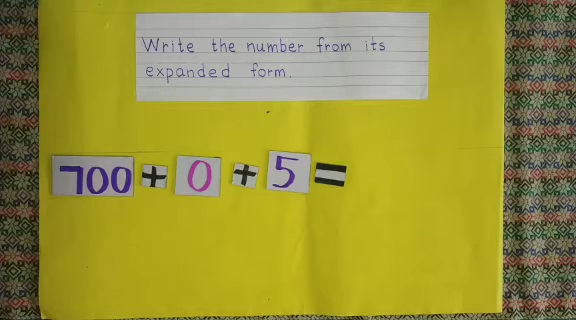 Write the number from its
expanded form.
700 + 0 + 5 =